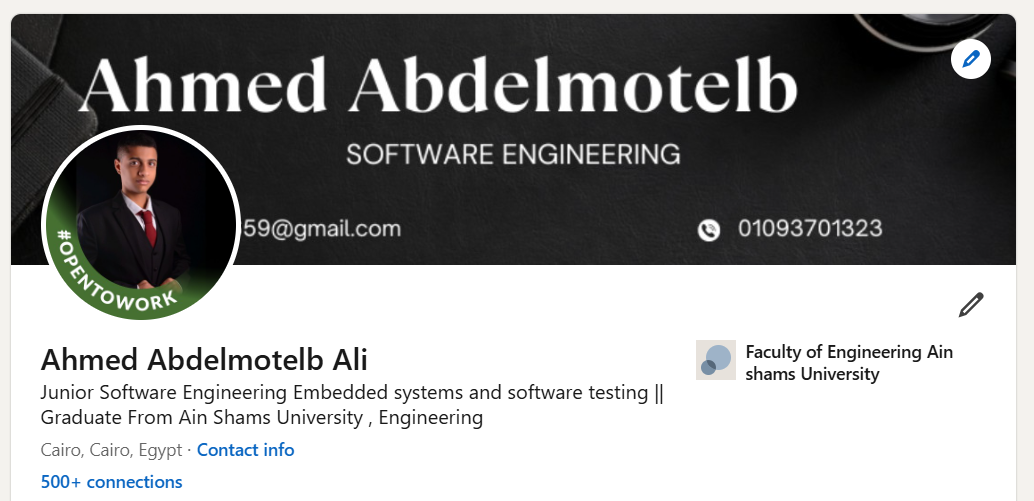 Ahmed Abdelmotelb
SOFTWARE ENGINEERING
59@gmail.com
01093701323
#OPENTOWORK
Ahmed Abdelmotelb Ali
Junior Software Engineering Embedded systems and software testing ||
Graduate From Ain Shams University , Engineering
Cairo, Cairo, Egypt · Contact info
500+ connections
Faculty of Engineering Ain
shams University